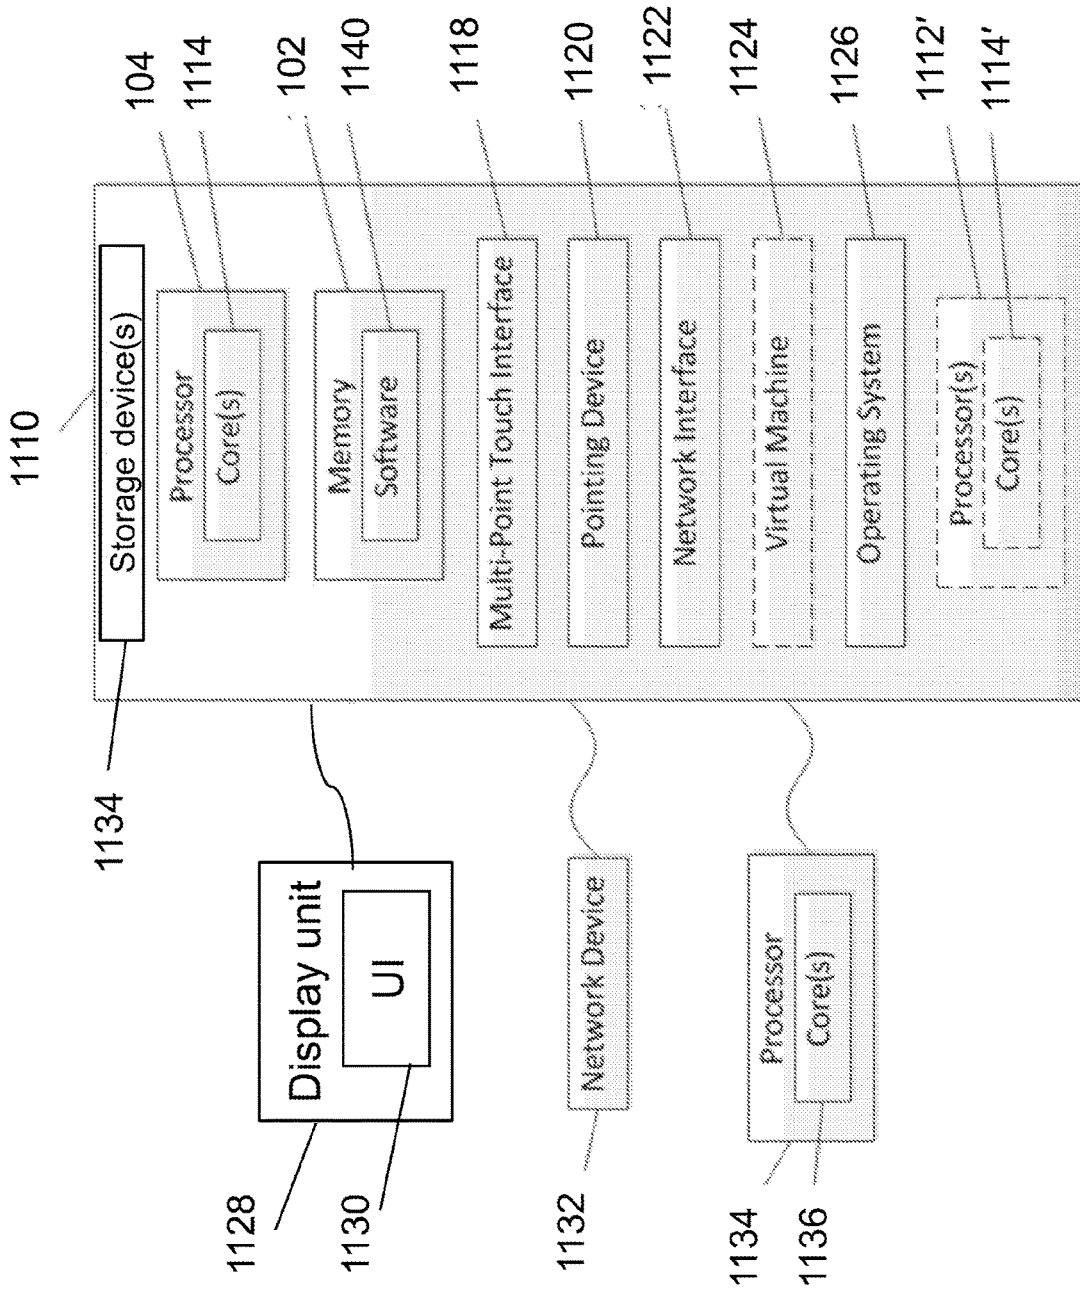 1110
Storage device(s)
1134
Processor
Core(s)
104
1114
Memory
Software
102
1140
Multi-Point Touch Interface
1118
Pointing Device
1120
Network Interface
1122
Virtual Machine
1124
Operating System
1126
Processor(s)
Core(s)
1112'
1114'
Display unit
UI
1128
1130
Network Device
1132
Processor
Core(s)
1134
1136